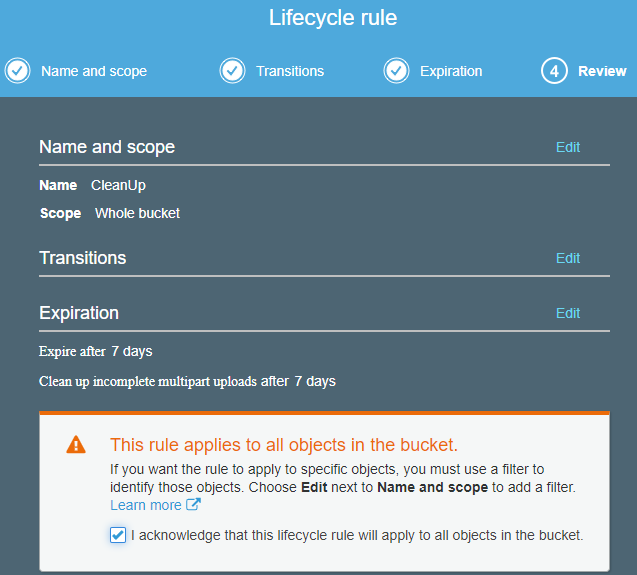 Lifecycle rule
Name and scope Transitions Expiration 4 Review
Name and scope Edit
Name CleanUp
Scope Whole bucket
Transitions Edit
Expiration Edit
Expire after 7 days
Clean up incomplete multipart uploads after 7 days
This rule applies to all objects in the bucket.
If you want the rule to apply to specific objects, you must use a filter to
identify those objects. Choose Edit next to Name and scope to add a filter.
Learn more
I acknowledge that this lifecycle rule will apply to all objects in the bucket.